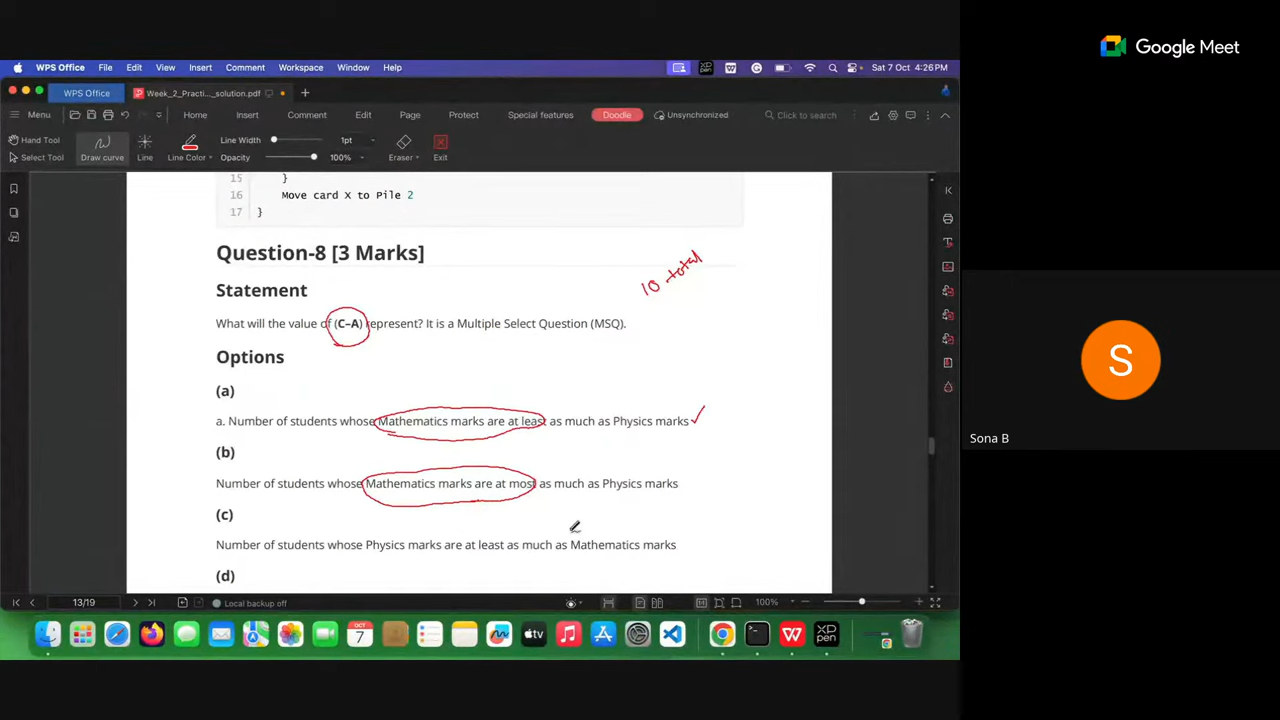 Google Meet
WPS Office File Edit View Insert Comment Workspace Window Help Sat 7 Oct 4:26 PM
WPS Office Week_2_Practi..._solution.pdf
Menu Home Insert Comment Edit Page Protect Special features Doodle Unsynchronized Click to search
Hand Tool Select Tool Draw curve Line Line Color Line Width 1pt Opacity 100% Eraser Exit
15 }
16 Move card X to Pile 2
17 }
Question-8 [3 Marks]
10 total
Statement
What will the value of (C–A) represent? It is a Multiple Select Question (MSQ).
Options
(a)
a. Number of students whose Mathematics marks are at least as much as Physics marks
(b)
Number of students whose Mathematics marks are at most as much as Physics marks
(c)
Number of students whose Physics marks are at least as much as Mathematics marks
(d)
13/19 Local backup off 100%
S
Sona B